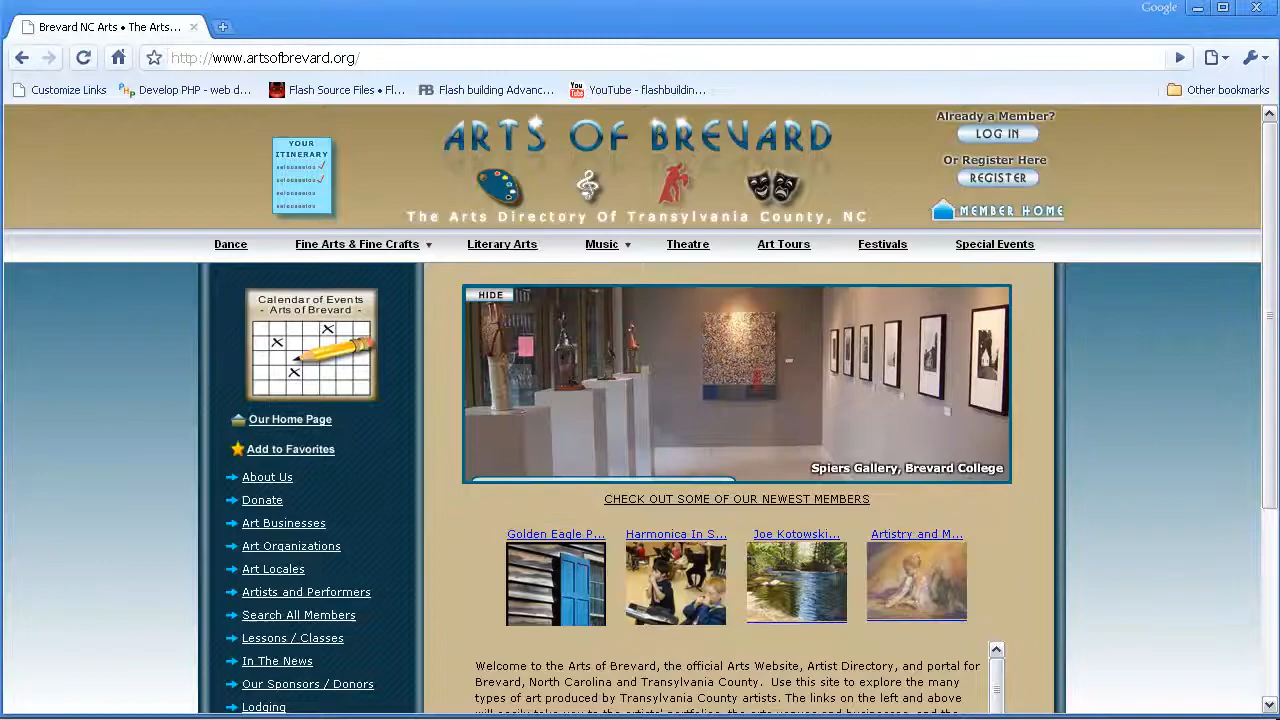 Google
Brevard NC Arts • The Arts...
http://www.artsofbrevard.org/
Customize Links
Develop PHP - web d...
Flash Source Files • Fl...
FB
Flash building Advanc...
You
Tube
YouTube - flashbuildin...
Other bookmarks
YOUR
ITINERARY
ARTS OF BREVARD
The Arts Directory Of Transylvania County, NC
Already a Member?
LOG IN
Or Register Here
REGISTER
MEMBER HOME
Dance Fine Arts & Fine Crafts Literary Arts Music Theatre Art Tours Festivals Special Events
Calendar of Events
- Arts of Brevard -
Our Home Page
Add to Favorites
About Us
Donate
Art Businesses
Art Organizations
Art Locales
Artists and Performers
Search All Members
Lessons / Classes
In The News
Our Sponsors / Donors
Lodging
HIDE
Spiers Gallery, Brevard College
CHECK OUT SOME OF OUR NEWEST MEMBERS
Golden Eagle P... Harmonica In S... Joe Kotowski... Artistry and M...
Welcome to the Arts of Brevard, the official Arts Website, Artist Directory, and portal for
Brevard, North Carolina and Transylvania County. Use this site to explore the many
types of art produced by Transylvania County artists. The links on the left and above